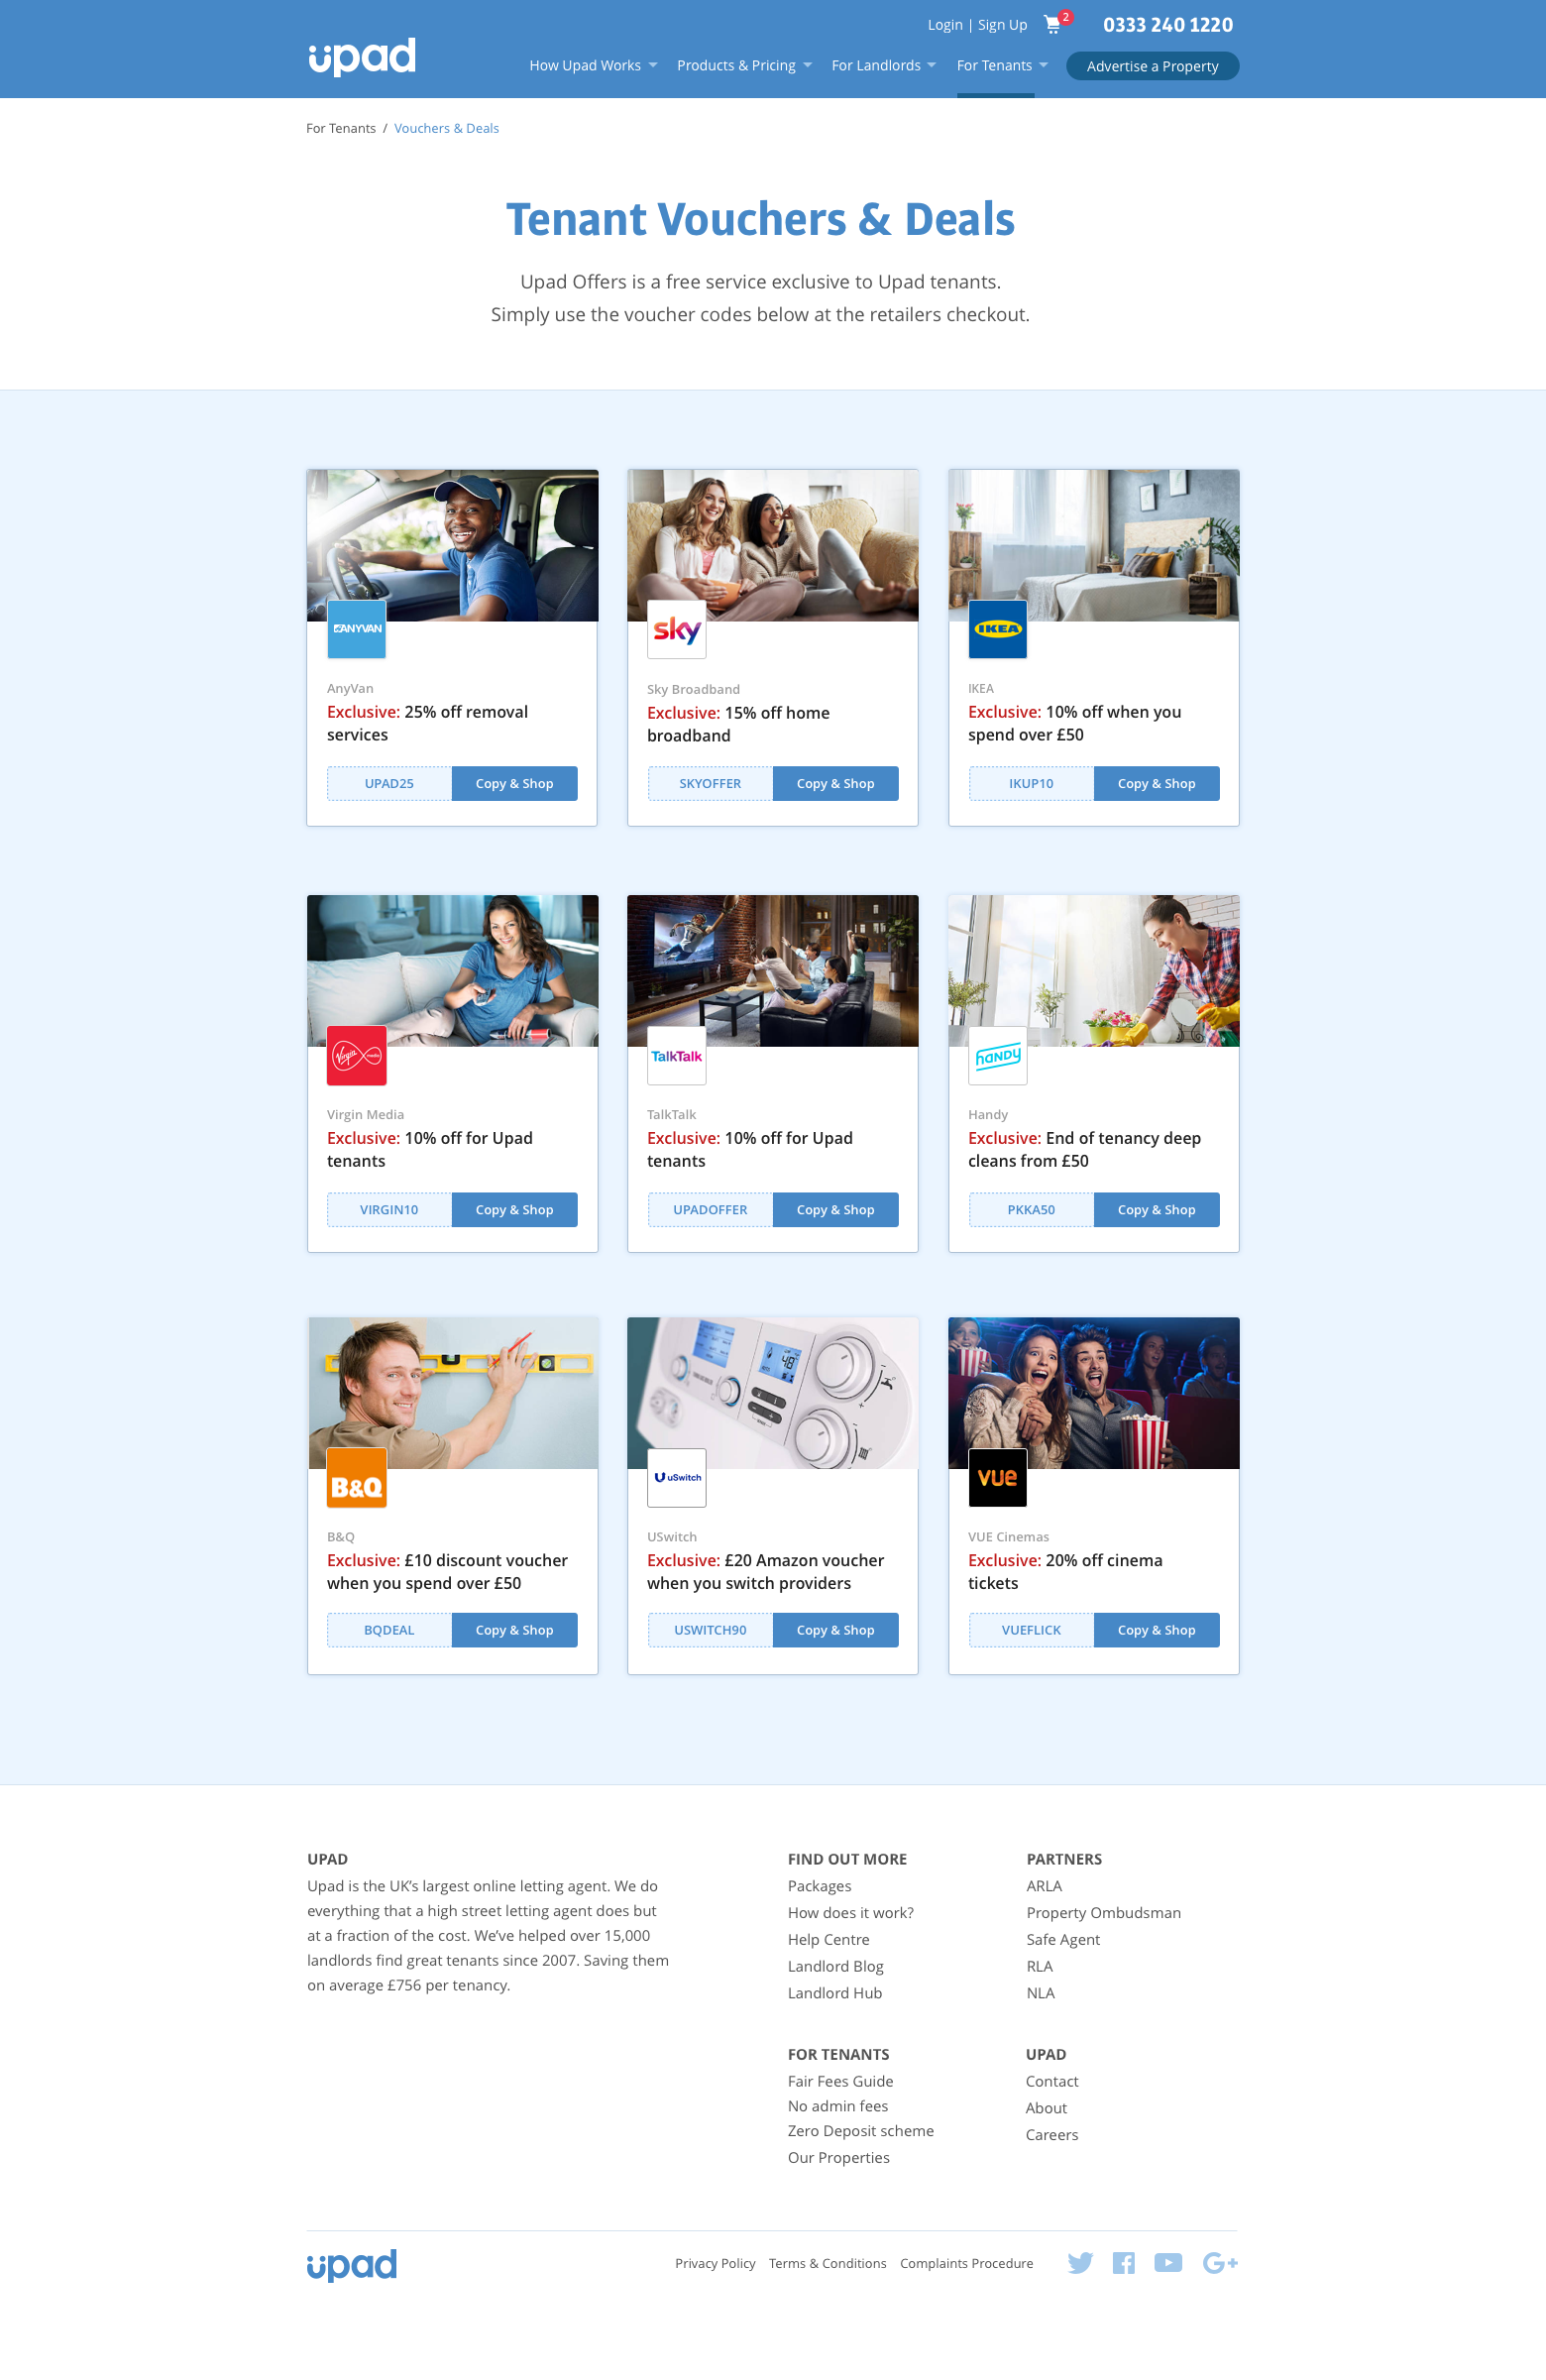 Login | Sign Up
2
0333 240 1220
upad
How Upad Works
Products & Pricing
For Landlords
For Tenants
Advertise a Property
For Tenants / Vouchers & Deals
Tenant Vouchers & Deals
Upad Offers is a free service exclusive to Upad tenants.
Simply use the voucher codes below at the retailers checkout.
ANYVAN
AnyVan
Exclusive: 25% off removal
services
UPAD25
Copy & Shop
sky
Sky Broadband
Exclusive: 15% off home
broadband
SKYOFFER
Copy & Shop
IKEA
IKEA
Exclusive: 10% off when you
spend over £50
IKUP10
Copy & Shop
Virgin media
Virgin Media
Exclusive: 10% off for Upad
tenants
VIRGIN10
Copy & Shop
TalkTalk
TalkTalk
Exclusive: 10% off for Upad
tenants
UPADOFFER
Copy & Shop
HANDY
Handy
Exclusive: End of tenancy deep
cleans from £50
PKKA50
Copy & Shop
B&Q
B&Q
Exclusive: £10 discount voucher
when you spend over £50
BQDEAL
Copy & Shop
48
uSwitch
USwitch
Exclusive: £20 Amazon voucher
when you switch providers
USWITCH90
Copy & Shop
VUE
VUE Cinemas
Exclusive: 20% off cinema
tickets
VUEFLICK
Copy & Shop
UPAD
Upad is the UK’s largest online letting agent. We do
everything that a high street letting agent does but
at a fraction of the cost. We’ve helped over 15,000
landlords find great tenants since 2007. Saving them
on average £756 per tenancy.
FIND OUT MORE
Packages
How does it work?
Help Centre
Landlord Blog
Landlord Hub
PARTNERS
ARLA
Property Ombudsman
Safe Agent
RLA
NLA
FOR TENANTS
Fair Fees Guide
No admin fees
Zero Deposit scheme
Our Properties
UPAD
Contact
About
Careers
upad
Privacy Policy
Terms & Conditions
Complaints Procedure
G+